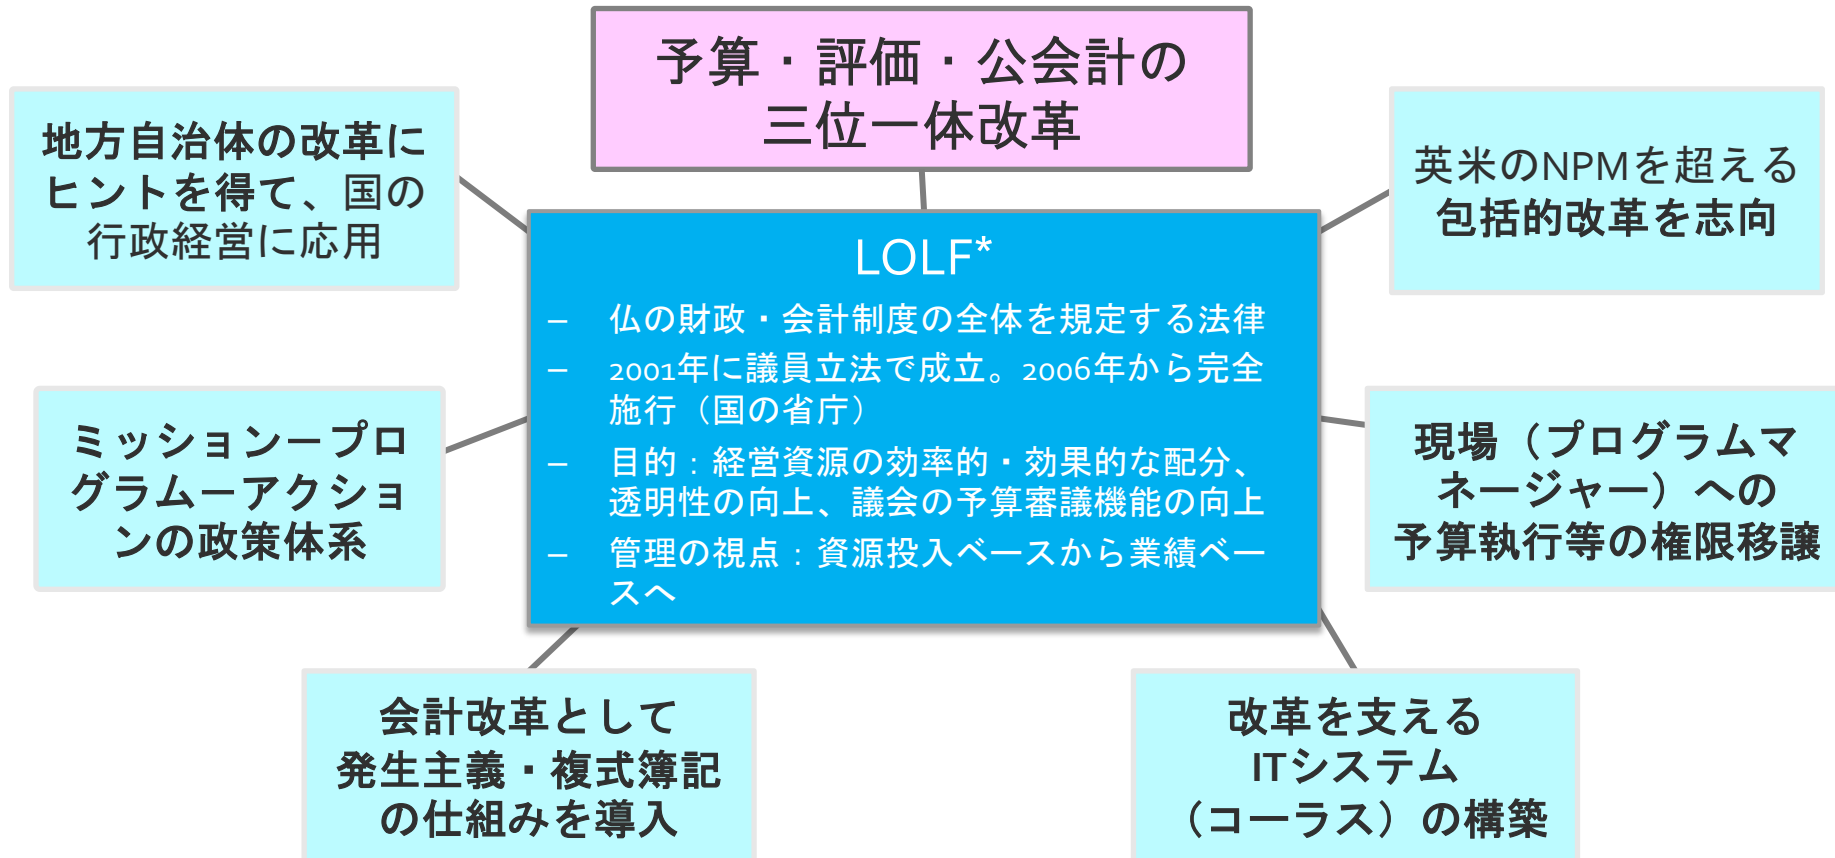 予算・評価・公会計の
三位一体改革
地方自治体の改革に
ヒントを得て、国の
行政経営に応用
英米のNPMを超える
包括的改革を志向
LOLF*
– 仏の財政・会計制度の全体を規定する法律
– 2001年に議員立法で成立。2006年から完全
施行（国の省庁）
– 目的：経営資源の効率的・効果的な配分、
透明性の向上、議会の予算審議機能の向上
– 管理の視点：資源投入ベースから業績ベー
スへ
ミッションープロ
グラムーアクショ
ンの政策体系
現場（プログラムマ
ネージャー）への
予算執行等の権限移譲
会計改革として
発生主義・複式簿記
の仕組みを導入
改革を支える
ITシステム
（コーラス）の構築